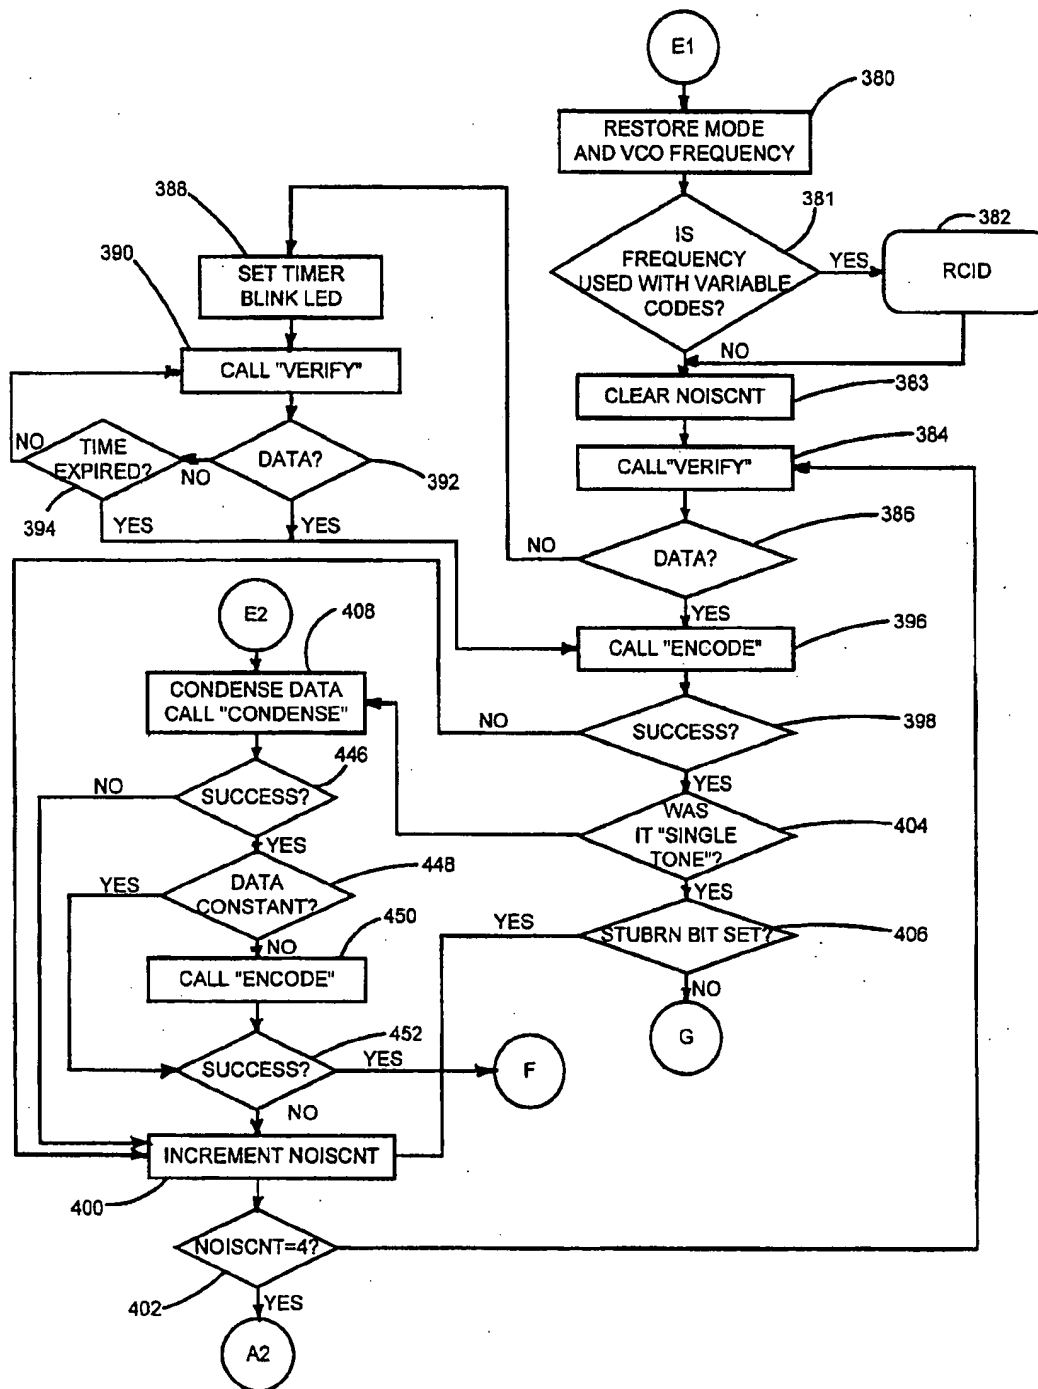 E1
380
RESTORE MODE
AND VCO FREQUENCY
381
IS
FREQUENCY
USED WITH VARIABLE
CODES?
YES
382
RCID
NO
CLEAR NOISCNT
383
384
CALL"VERIFY"
386
DATA?
NO
YES
388
SET TIMER
BLINK LED
390
CALL "VERIFY"
DATA?
392
NO
YES
TIME
EXPIRED?
NO
394
YES
396
CALL "ENCODE"
SUCCESS?
398
NO
YES
WAS
IT "SINGLE
TONE"?
404
YES
STUBRN BIT SET?
406
YES
NO
G
E2
408
CONDENSE DATA
CALL "CONDENSE"
446
SUCCESS?
NO
YES
448
DATA
CONSTANT?
YES
NO
450
CALL "ENCODE"
452
SUCCESS?
YES
F
NO
INCREMENT NOISCNT
400
NOISCNT=4?
402
YES
A2